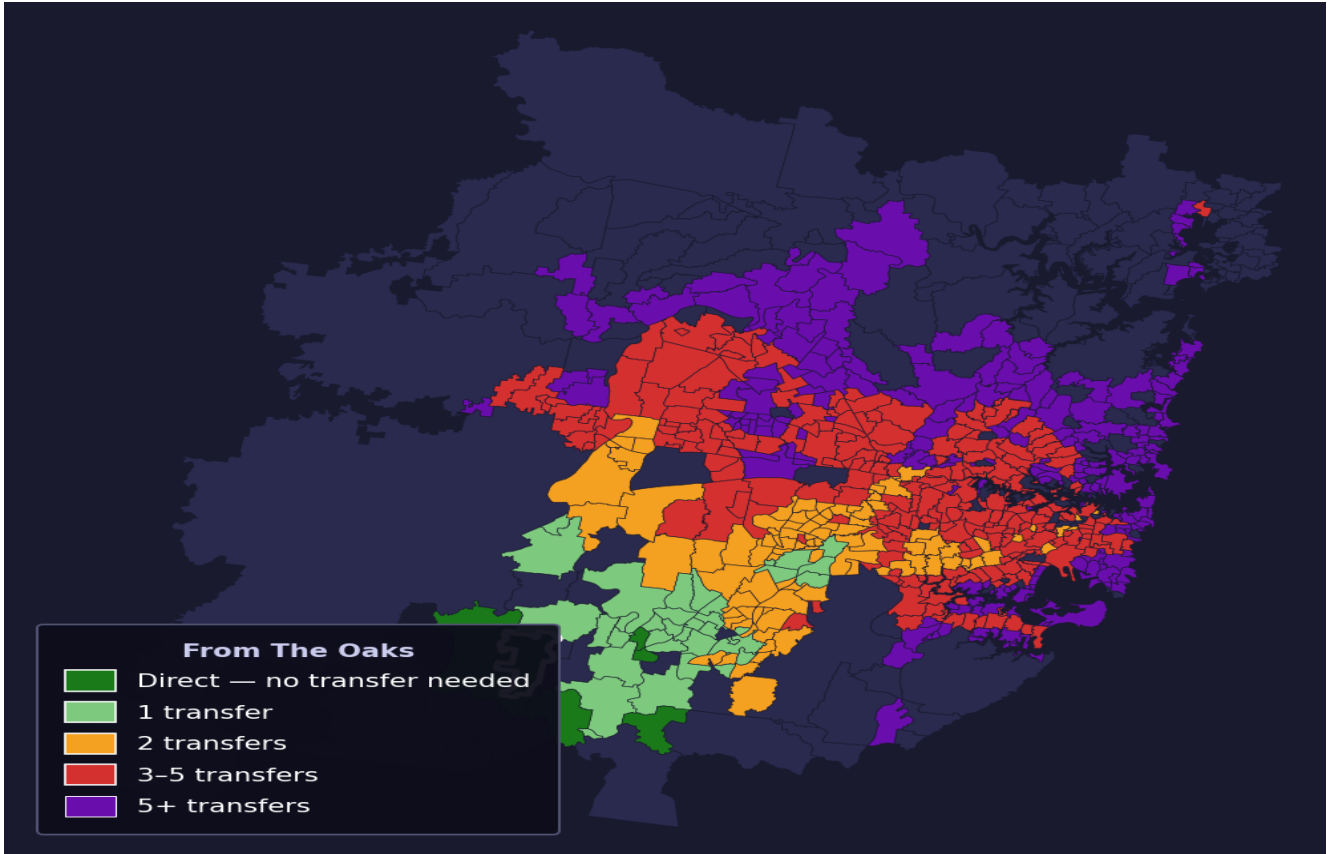 From The Oaks
Direct — no transfer needed
1 transfer
2 transfers
3–5 transfers
5+ transfers